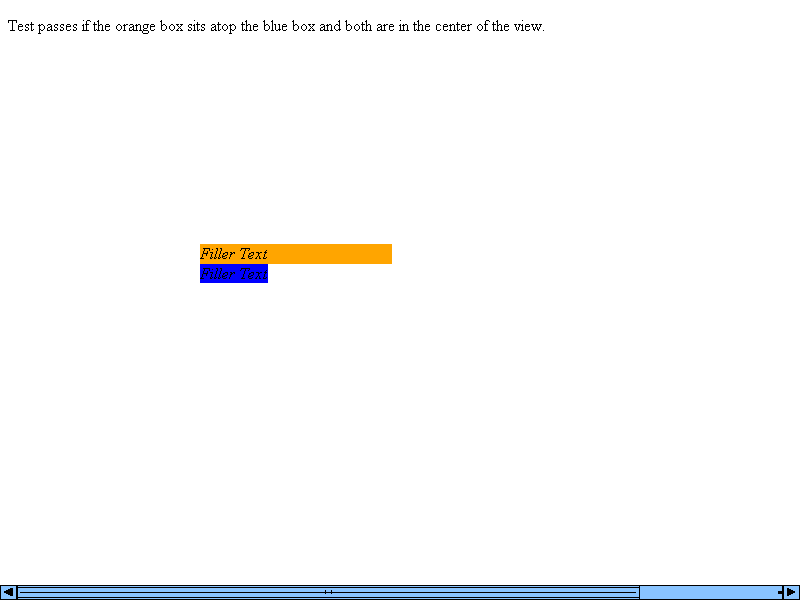 Test passes if the orange box sits atop the blue box and both are in the center of the view.
Filler Text
Filler Text